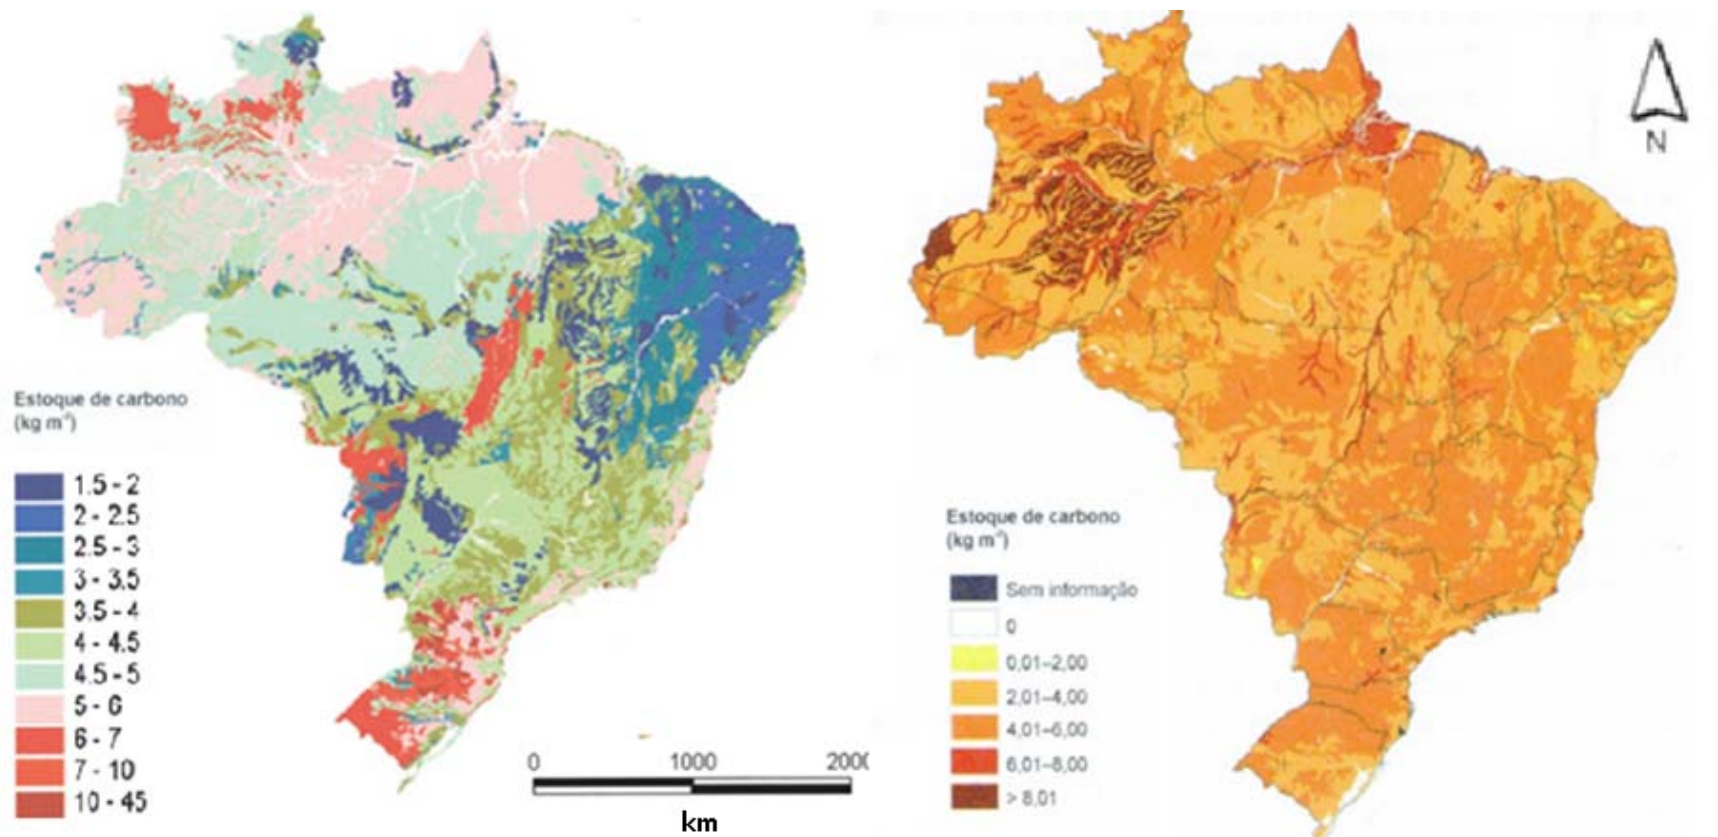 N
Estoque de carbono
(kg m⁻²)
1.5 - 2
2 - 2.5
2.5 - 3
3 - 3.5
3.5 - 4
4 - 4.5
4.5 - 5
5 - 6
6 - 7
7 - 10
10 - 45
0 1000 2000
km
Estoque de carbono
(kg m⁻²)
Sem informação
0
0,01–2,00
2,01–4,00
4,01–6,00
6,01–8,00
> 8,01